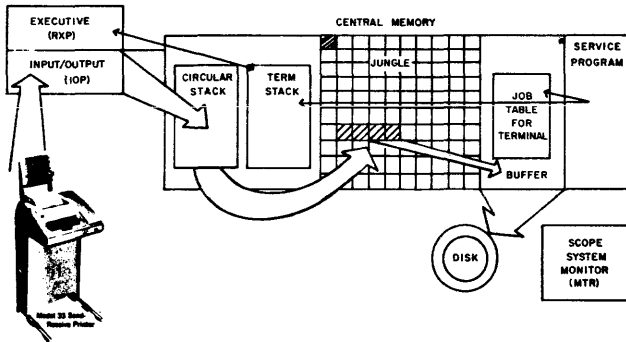 CENTRAL MEMORY
EXECUTIVE
(RXP)
INPUT/OUTPUT
(IOP)
CIRCULAR
STACK
TERM
STACK
JUNGLE
JOB
TABLE
FOR
TERMINAL
BUFFER
SERVICE
PROGRAM
DISK
SCOPE
SYSTEM
MONITOR
(MTR)
Model 33 Send-
Receive Printer